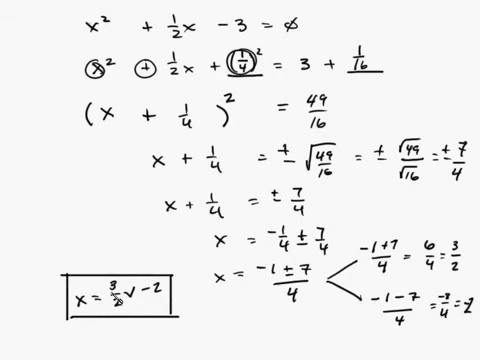 x² + 1/2 x - 3 = 0
x² + 1/2 x + (1/4)² = 3 + 1/16
(x + 1/4)² = 49/16
x + 1/4 = ± √(49/16) = ± √49/√16 = ± 7/4
x + 1/4 = ± 7/4
x = -1/4 ± 7/4
x = (-1 ± 7)/4
(-1 + 7)/4 = 6/4 = 3/2
(-1 - 7)/4 = -8/4 = -2
x = 3/2 ∨ -2